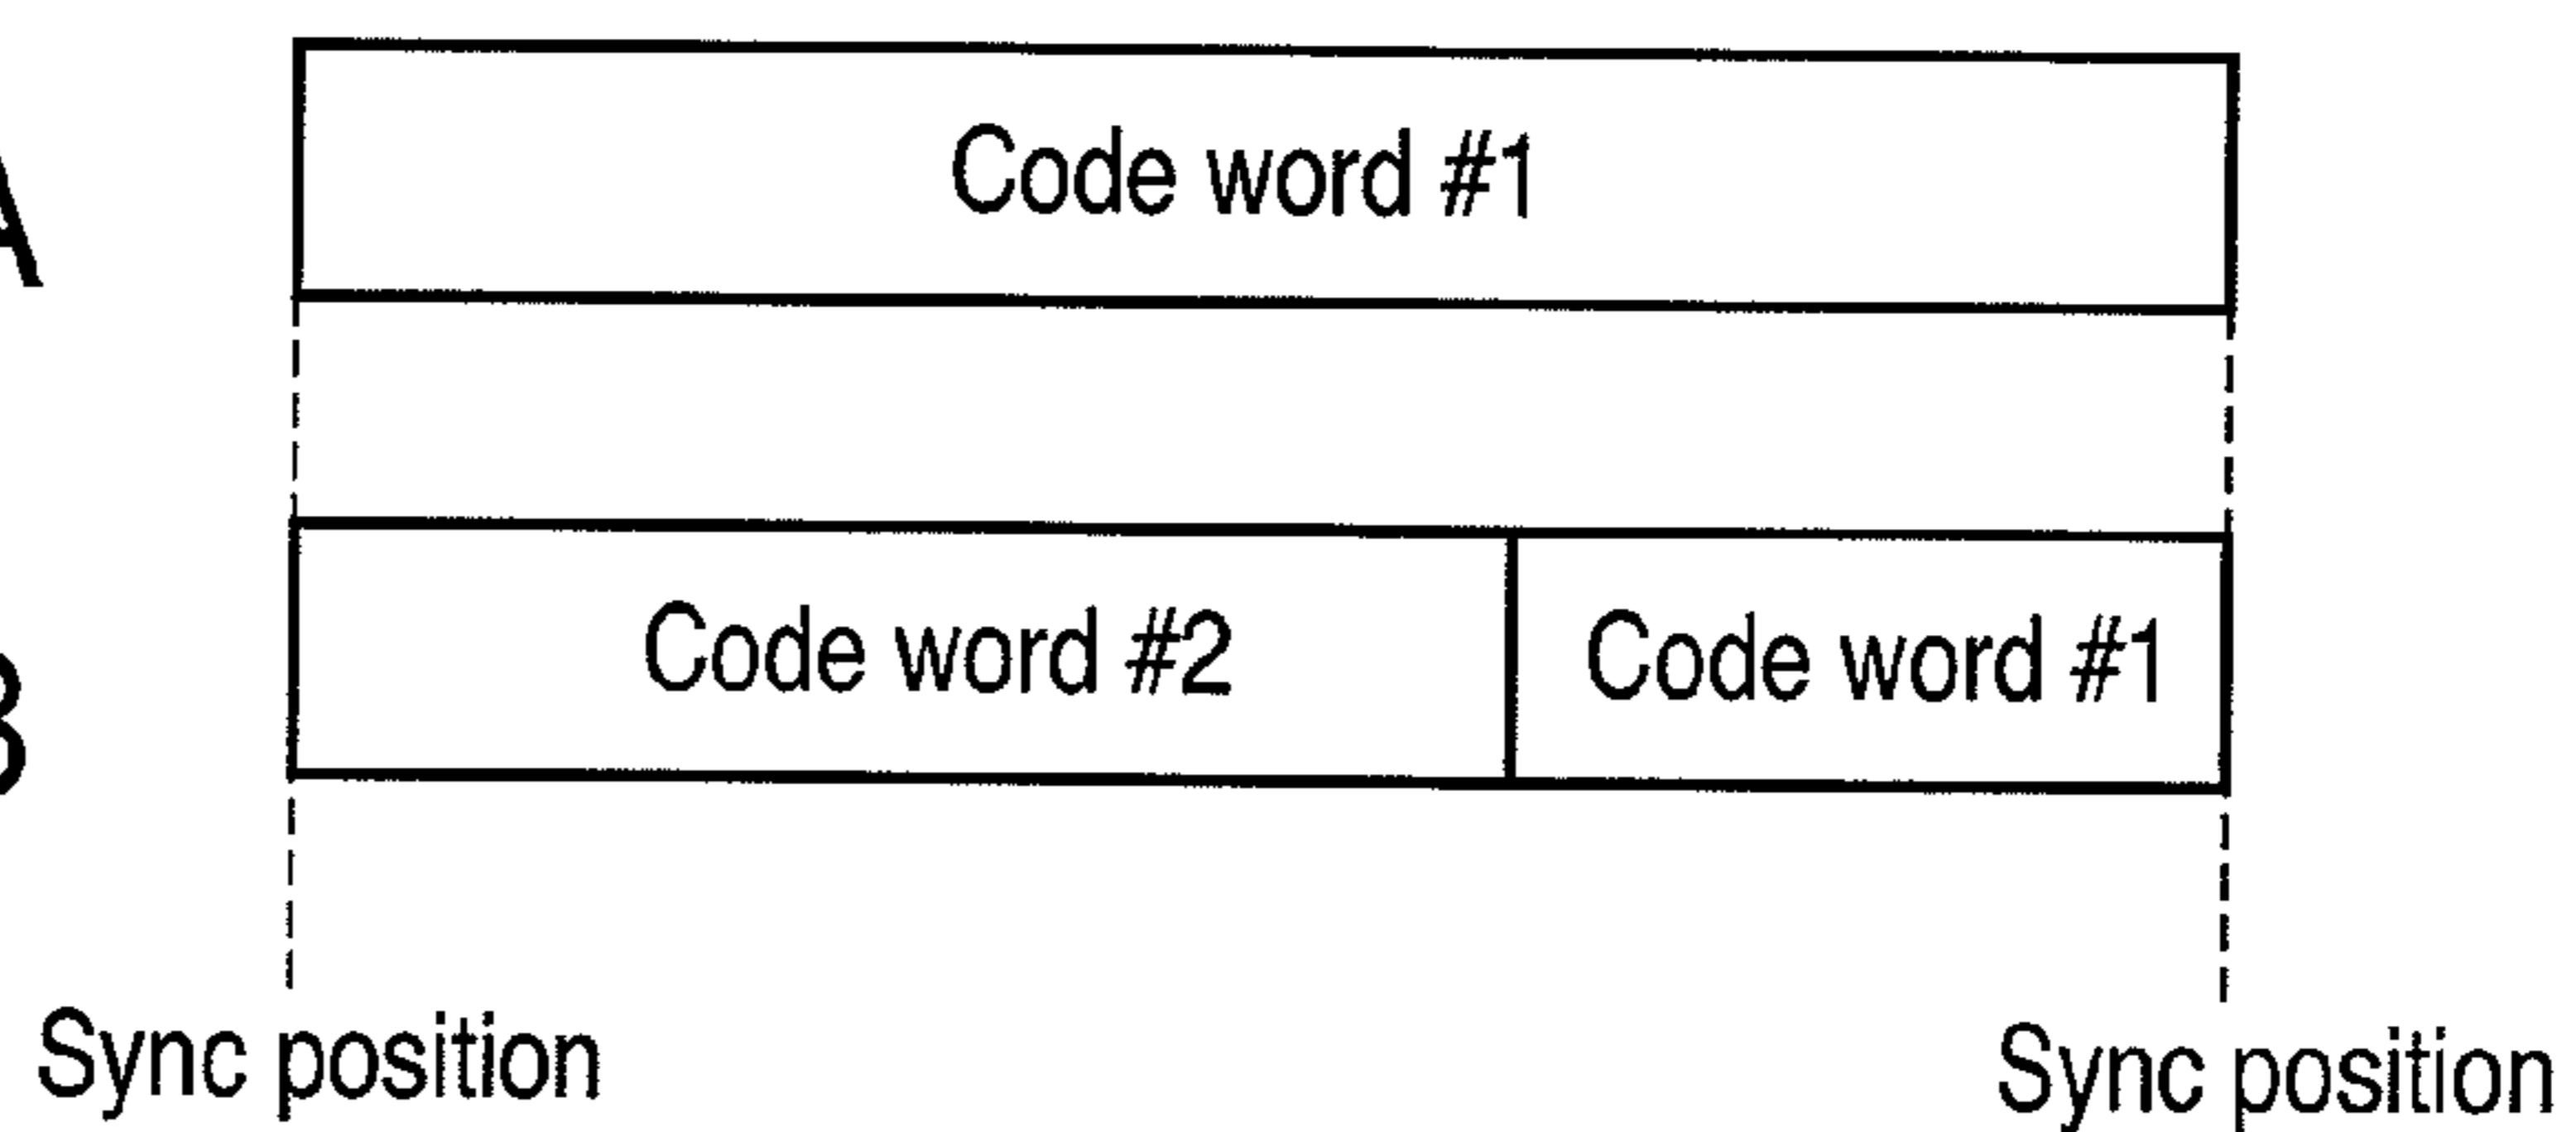 A
Code word #1
B
Code word #2 Code word #1
Sync position Sync position